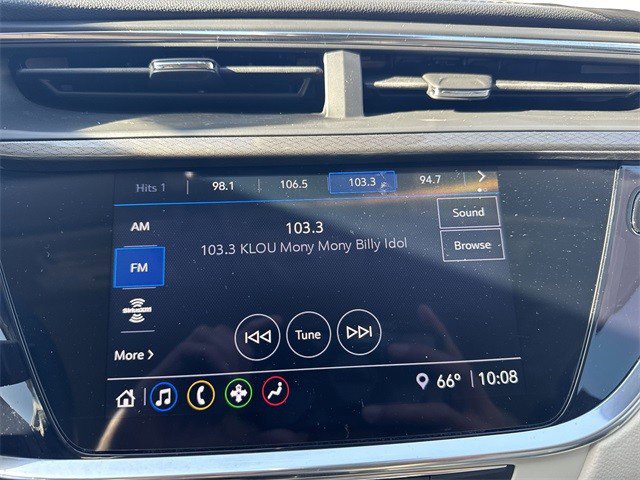 Hits 1 98.1 106.5 103.3 94.7
AM
103.3
Sound
103.3 KLOU Mony Mony Billy Idol
Browse
FM
SiriusXM
Tune
More
66° 10:08